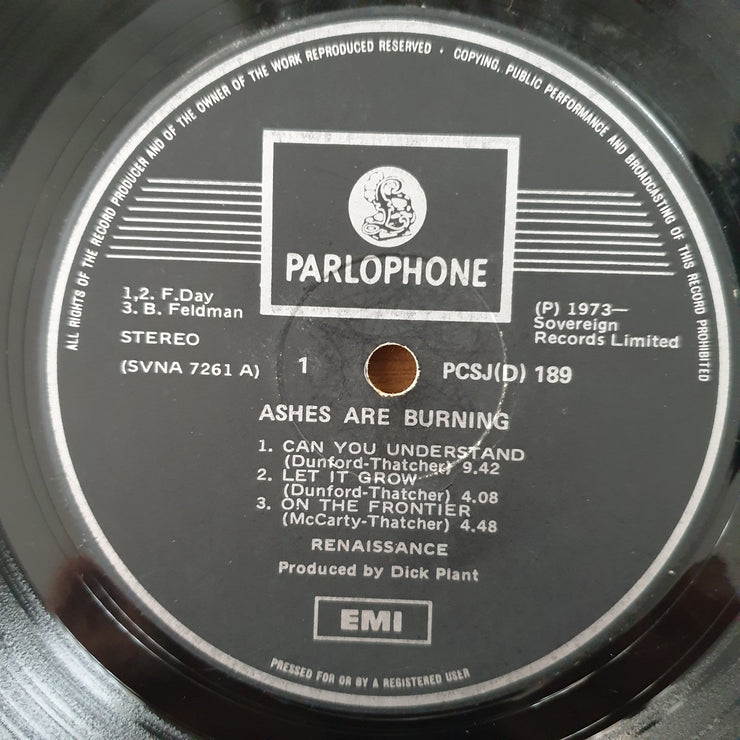 ALL RIGHTS OF THE RECORD PRODUCER AND OF THE OWNER OF THE WORK REPRODUCED RESERVED · COPYING, PUBLIC PERFORMANCE AND BROADCASTING OF THIS RECORD PROHIBITED
PARLOPHONE
1,2. F.Day
3. B. Feldman
STEREO
(SVNA 7261 A)
1
(P) 1973—
Sovereign
Records Limited
PCSJ(D) 189
ASHES ARE BURNING
1. CAN YOU UNDERSTAND
(Dunford-Thatcher) 9.42
2. LET IT GROW
(Dunford-Thatcher) 4.08
3. ON THE FRONTIER
(McCarty-Thatcher) 4.48
RENAISSANCE
Produced by Dick Plant
EMI
PRESSED FOR OR BY A REGISTERED USER